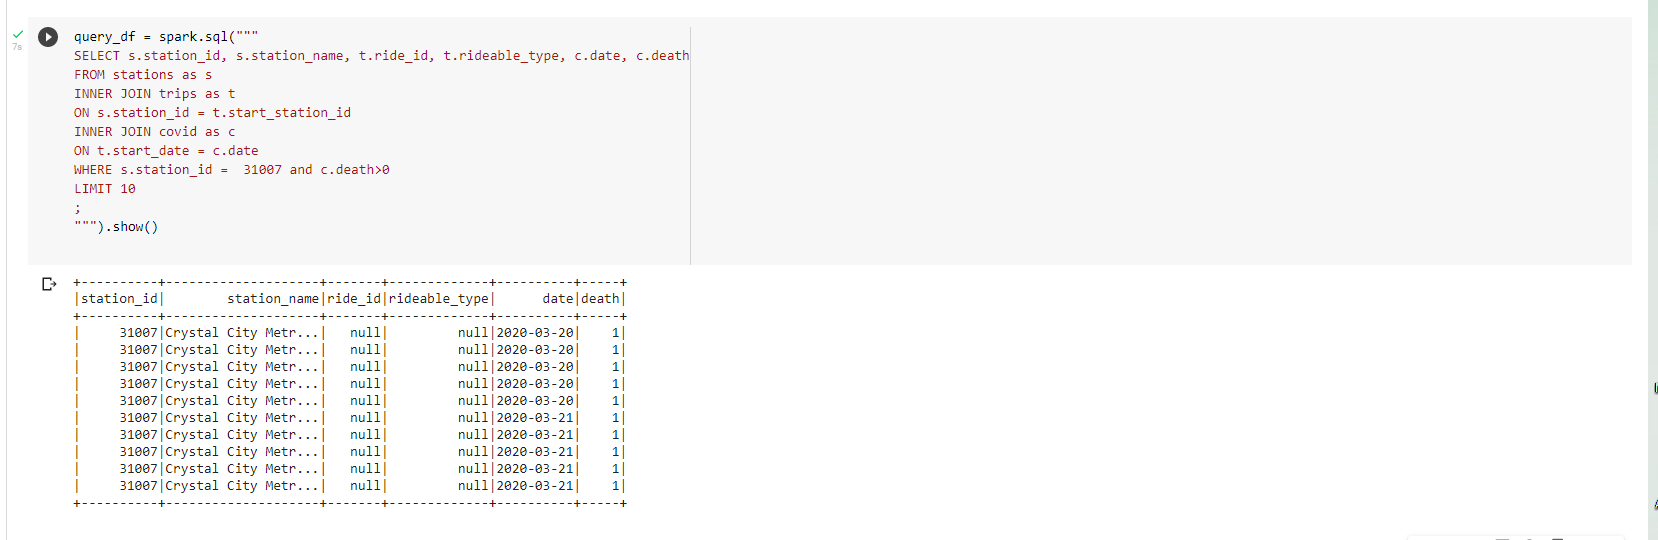 7s
query_df = spark.sql("""
SELECT s.station_id, s.station_name, t.ride_id, t.rideable_type, c.date, c.death
FROM stations as s
INNER JOIN trips as t
ON s.station_id = t.start_station_id
INNER JOIN covid as c
ON t.start_date = c.date
WHERE s.station_id =  31007 and c.death>0
LIMIT 10
;
""").show()
+----------+--------------------+-------+-------------+----------+-----+
|station_id|        station_name|ride_id|rideable_type|      date|death|
+----------+--------------------+-------+-------------+----------+-----+
|     31007|Crystal City Metr...|   null|         null|2020-03-20|    1|
|     31007|Crystal City Metr...|   null|         null|2020-03-20|    1|
|     31007|Crystal City Metr...|   null|         null|2020-03-20|    1|
|     31007|Crystal City Metr...|   null|         null|2020-03-20|    1|
|     31007|Crystal City Metr...|   null|         null|2020-03-20|    1|
|     31007|Crystal City Metr...|   null|         null|2020-03-21|    1|
|     31007|Crystal City Metr...|   null|         null|2020-03-21|    1|
|     31007|Crystal City Metr...|   null|         null|2020-03-21|    1|
|     31007|Crystal City Metr...|   null|         null|2020-03-21|    1|
|     31007|Crystal City Metr...|   null|         null|2020-03-21|    1|
+----------+--------------------+-------+-------------+----------+-----+